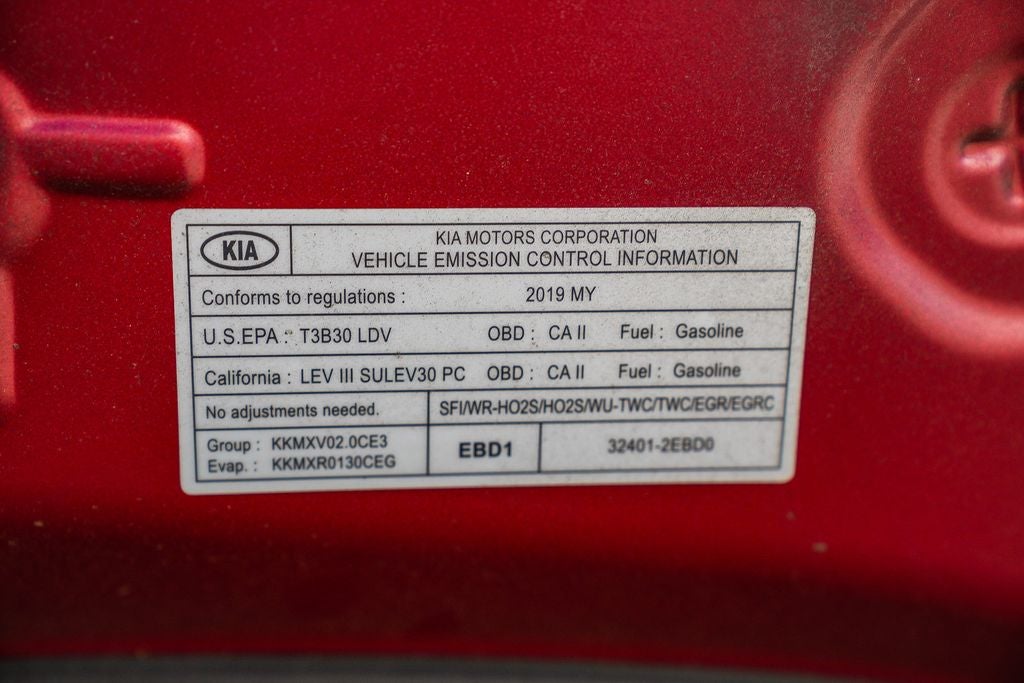 KIA
KIA MOTORS CORPORATION
VEHICLE EMISSION CONTROL INFORMATION
Conforms to regulations : 2019 MY
U.S.EPA : T3B30 LDV OBD : CA II Fuel : Gasoline
California : LEV III SULEV30 PC OBD : CA II Fuel : Gasoline
No adjustments needed. SFI/WR-HO2S/HO2S/WU-TWC/TWC/EGR/EGRC
Group : KKMXV02.0CE3
Evap. : KKMXR0130CEG
EBD1
32401-2EBD0